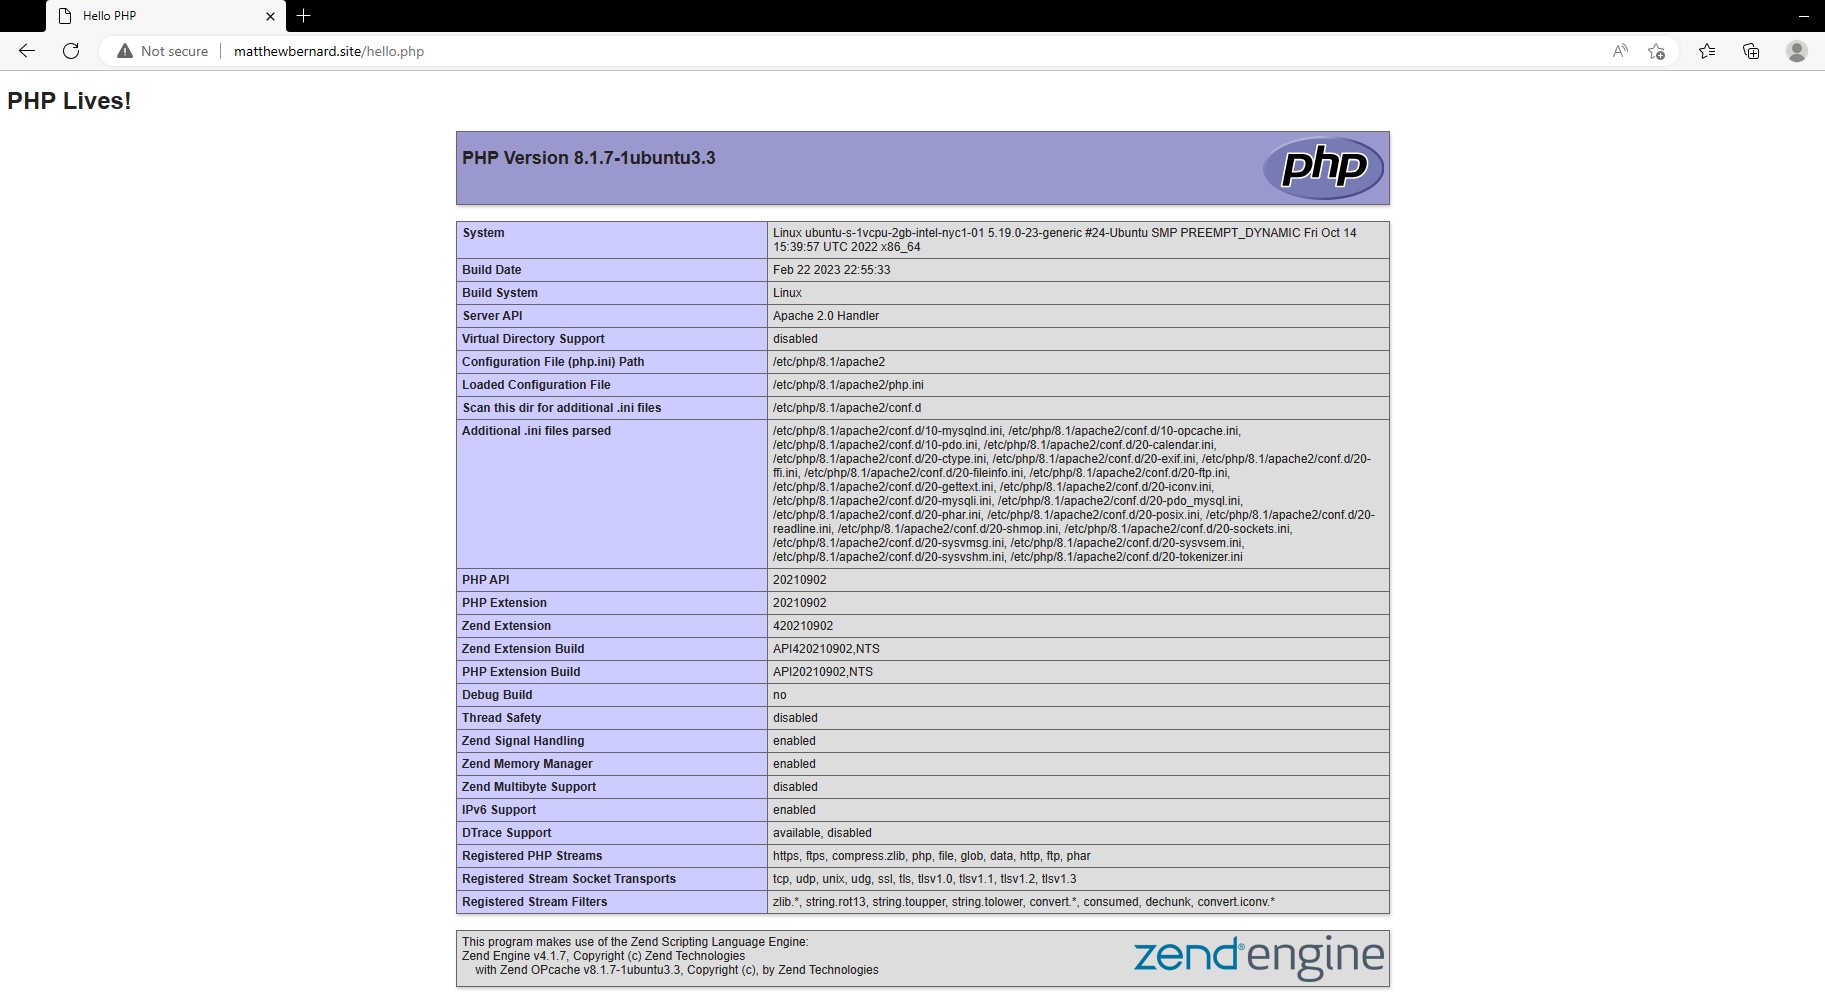 Hello PHP
Not secure
matthewbernard.site/hello.php
PHP Lives!
PHP Version 8.1.7-1ubuntu3.3
php
System Linux ubuntu-s-1vcpu-2gb-intel-nyc1-01 5.19.0-23-generic #24-Ubuntu SMP PREEMPT_DYNAMIC Fri Oct 14
15:39:57 UTC 2022 x86_64
Build Date Feb 22 2023 22:55:33
Build System Linux
Server API Apache 2.0 Handler
Virtual Directory Support disabled
Configuration File (php.ini) Path /etc/php/8.1/apache2
Loaded Configuration File /etc/php/8.1/apache2/php.ini
Scan this dir for additional .ini files /etc/php/8.1/apache2/conf.d
Additional .ini files parsed /etc/php/8.1/apache2/conf.d/10-mysqlnd.ini, /etc/php/8.1/apache2/conf.d/10-opcache.ini,
/etc/php/8.1/apache2/conf.d/10-pdo.ini, /etc/php/8.1/apache2/conf.d/20-calendar.ini,
/etc/php/8.1/apache2/conf.d/20-ctype.ini, /etc/php/8.1/apache2/conf.d/20-exif.ini, /etc/php/8.1/apache2/conf.d/20-
ffi.ini, /etc/php/8.1/apache2/conf.d/20-fileinfo.ini, /etc/php/8.1/apache2/conf.d/20-ftp.ini,
/etc/php/8.1/apache2/conf.d/20-gettext.ini, /etc/php/8.1/apache2/conf.d/20-iconv.ini,
/etc/php/8.1/apache2/conf.d/20-mysqli.ini, /etc/php/8.1/apache2/conf.d/20-pdo_mysql.ini,
/etc/php/8.1/apache2/conf.d/20-phar.ini, /etc/php/8.1/apache2/conf.d/20-posix.ini, /etc/php/8.1/apache2/conf.d/20-
readline.ini, /etc/php/8.1/apache2/conf.d/20-shmop.ini, /etc/php/8.1/apache2/conf.d/20-sockets.ini,
/etc/php/8.1/apache2/conf.d/20-sysvmsg.ini, /etc/php/8.1/apache2/conf.d/20-sysvsem.ini,
/etc/php/8.1/apache2/conf.d/20-sysvshm.ini, /etc/php/8.1/apache2/conf.d/20-tokenizer.ini
PHP API 20210902
PHP Extension 20210902
Zend Extension 420210902
Zend Extension Build API420210902,NTS
PHP Extension Build API20210902,NTS
Debug Build no
Thread Safety disabled
Zend Signal Handling enabled
Zend Memory Manager enabled
Zend Multibyte Support disabled
IPv6 Support enabled
DTrace Support available, disabled
Registered PHP Streams https, ftps, compress.zlib, php, file, glob, data, http, ftp, phar
Registered Stream Socket Transports tcp, udp, unix, udg, ssl, tls, tlsv1.0, tlsv1.1, tlsv1.2, tlsv1.3
Registered Stream Filters zlib.*, string.rot13, string.toupper, string.tolower, convert.*, consumed, dechunk, convert.iconv.*
This program makes use of the Zend Scripting Language Engine:
Zend Engine v4.1.7, Copyright (c) Zend Technologies
with Zend OPcache v8.1.7-1ubuntu3.3, Copyright (c), by Zend Technologies
zend®engine